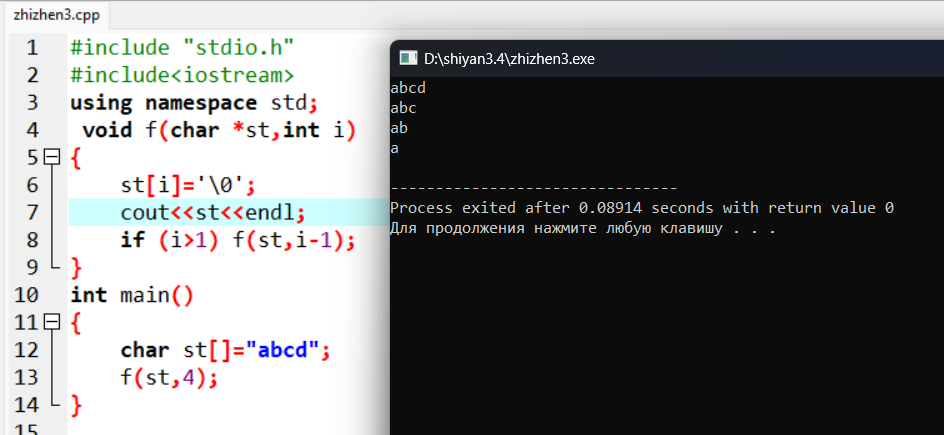 zhizhen3.cpp
1 #include "stdio.h"
2 #include<iostream>
3 using namespace std;
4 void f(char *st,int i)
5 {
6 st[i]='\0';
7 cout<<st<<endl;
8 if (i>1) f(st,i-1);
9 }
10 int main()
11 {
12 char st[]="abcd";
13 f(st,4);
14 }
15
D:\shiyan3.4\zhizhen3.exe
abcd
abc
ab
a
--------------------------------
Process exited after 0.08914 seconds with return value 0
Для продолжения нажмите любую клавишу . . .